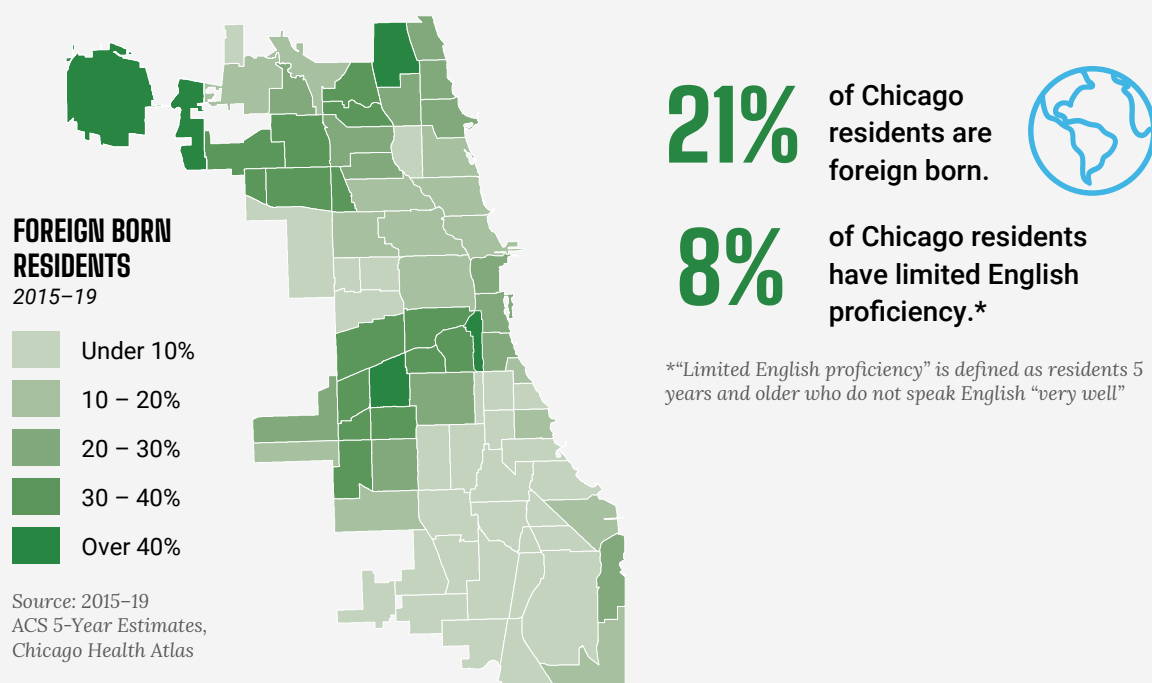 FOREIGN BORN
RESIDENTS
2015–19
Under 10%
10 – 20%
20 – 30%
30 – 40%
Over 40%
Source: 2015–19
ACS 5-Year Estimates,
Chicago Health Atlas
21%
of Chicago
residents are
foreign born.
8%
of Chicago residents
have limited English
proficiency.*
*“Limited English proficiency” is defined as residents 5
years and older who do not speak English “very well”